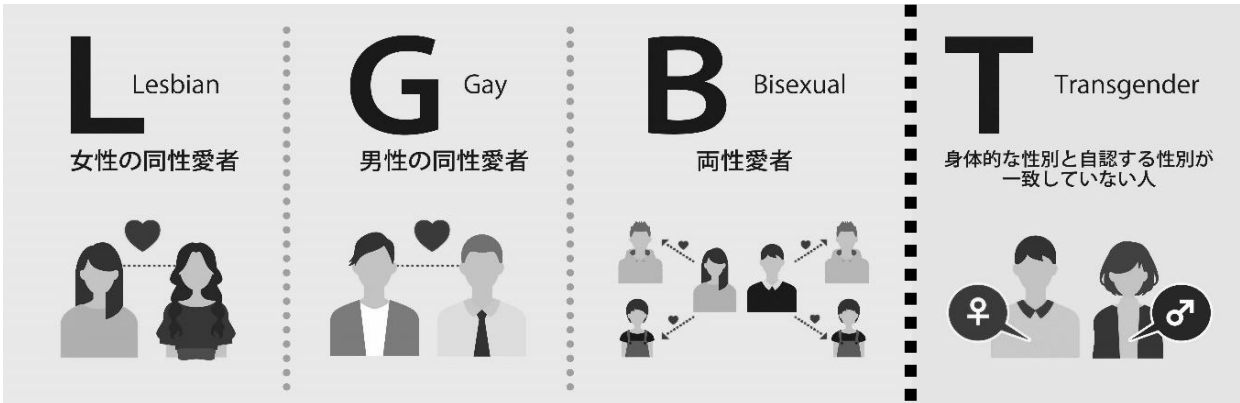 L Lesbian
女性の同性愛者
G Gay
男性の同性愛者
B Bisexual
両性愛者
T Transgender
身体的な性別と自認する性別が
一致していない人
♀
♂